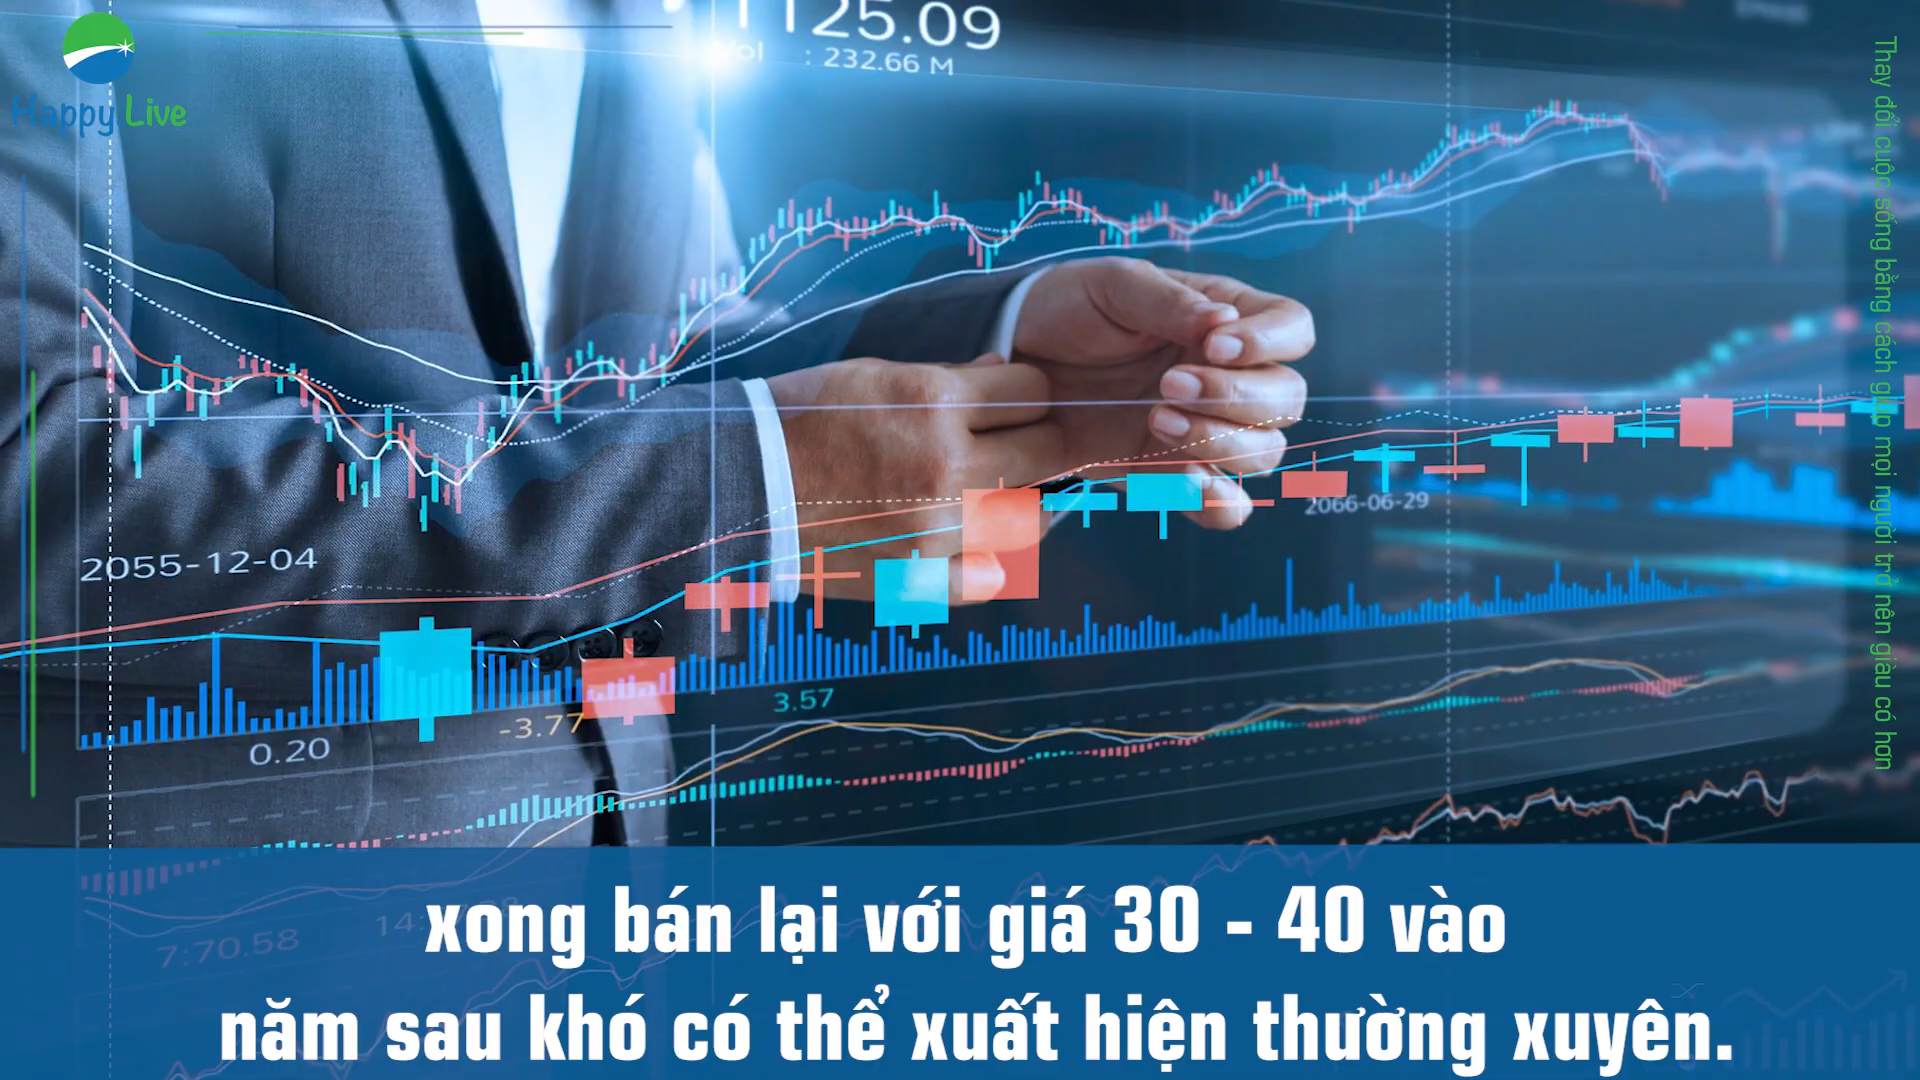 1125.09
Vol : 232.66 M
Happy Live
Thay đổi cuộc sống bằng cách giúp mọi người trở nên giàu có hơn
2066-06-29
2055-12-04
3.57
-3.77
0.20
7:70.58
xong bán lại với giá 30 - 40 vào
năm sau khó có thể xuất hiện thường xuyên.